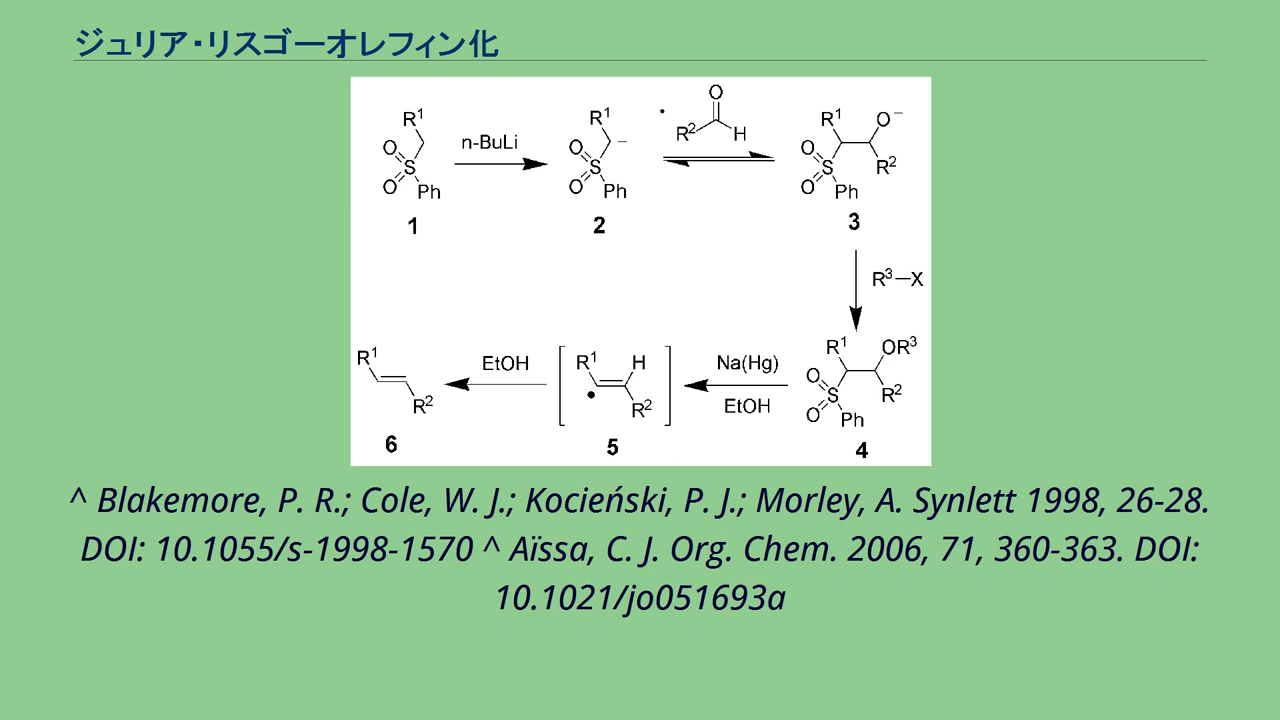 ジュリア・リスゴーオレフィン化
R¹
O
S
O
Ph
1
n-BuLi
R¹
O
S
O
Ph
–
2
•
O
R²
H
R¹
O⁻
O
S
O
Ph
R²
3
R³–X
R¹
OR³
O
S
O
Ph
R²
4
Na(Hg)
EtOH
R¹
H
•
R²
5
EtOH
R¹
R²
6
^ Blakemore, P. R.; Cole, W. J.; Kocieński, P. J.; Morley, A. Synlett 1998, 26-28.
DOI: 10.1055/s-1998-1570 ^ Aïssa, C. J. Org. Chem. 2006, 71, 360-363. DOI:
10.1021/jo051693a